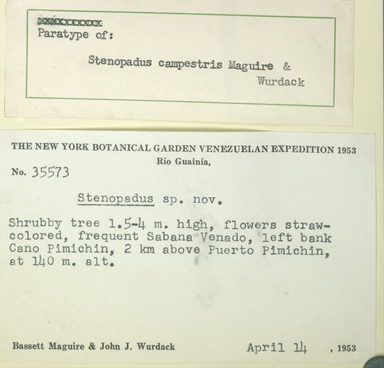 Paratype of:
Stenopadus campestris Maguire &
Wurdack
THE NEW YORK BOTANICAL GARDEN VENEZUELAN EXPEDITION 1953
Río Guainia,
No. 35573
Stenopadus sp. nov.
Shrubby tree 1.5-4 m. high, flowers straw-
colored, frequent Sabana Venado, left bank
Cano Pimichin, 2 km above Puerto Pimichin,
at 140 m. alt.
Bassett Maguire & John J. Wurdack April 14 , 1953